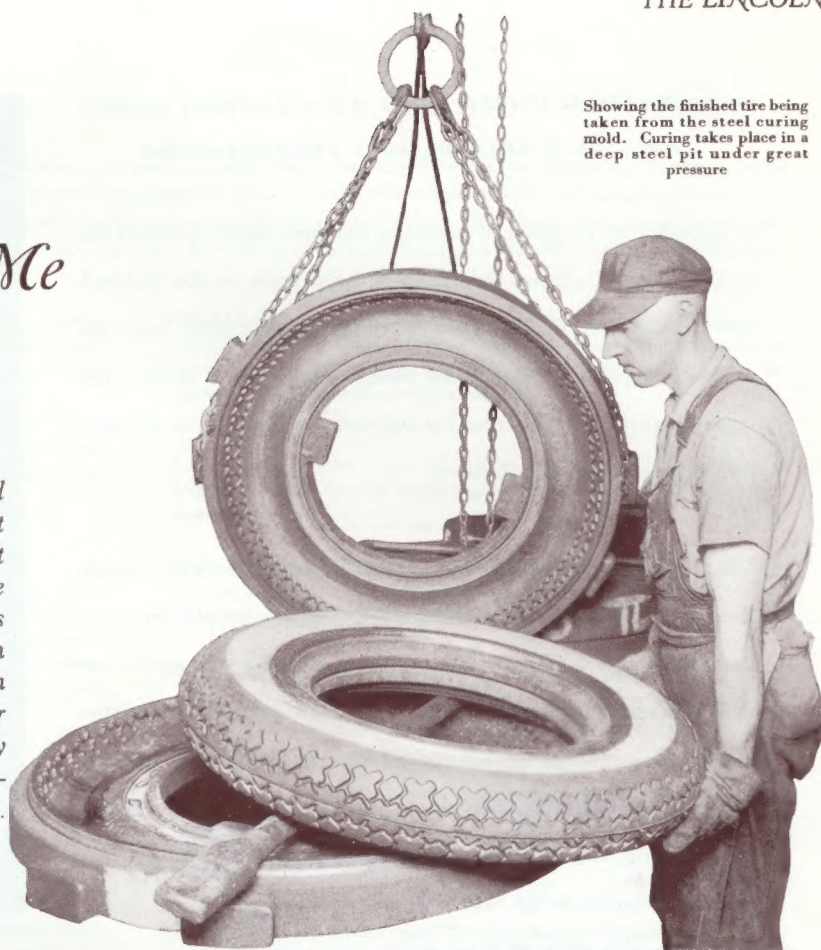 THE LINCOLN
Showing the finished tire being
taken from the steel curing
mold. Curing takes place in a
deep steel pit under great
pressure
Me